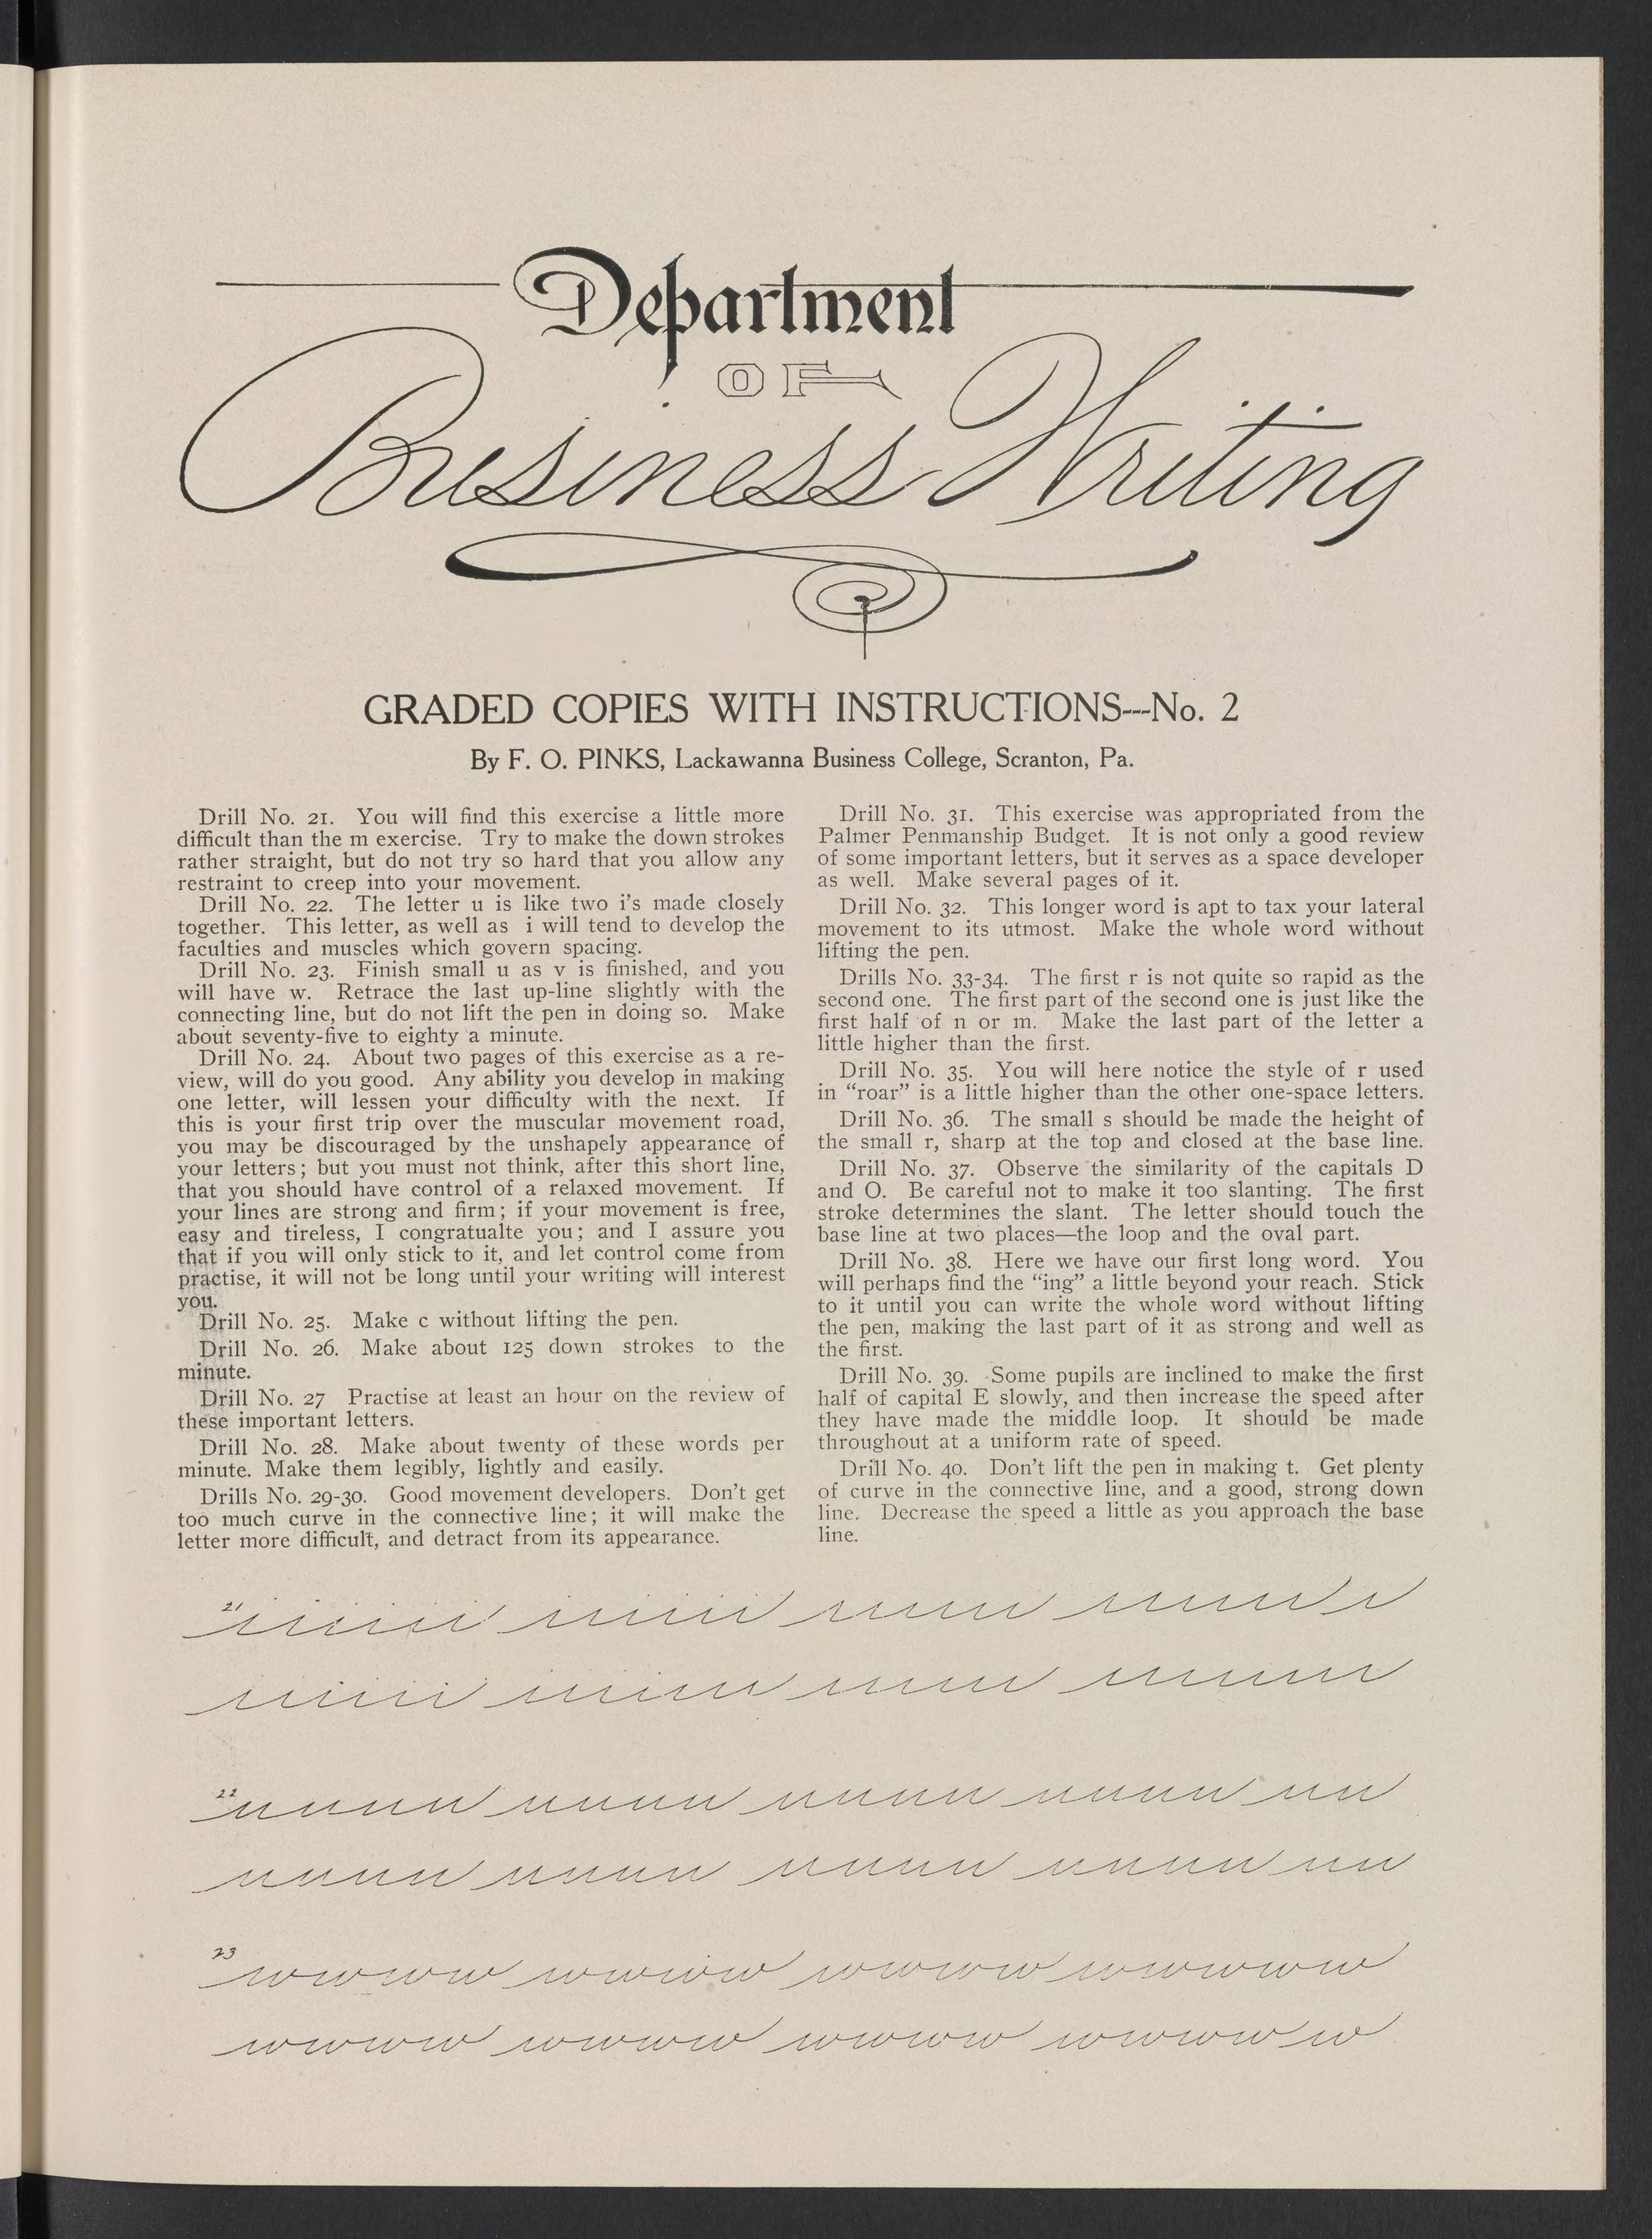 Department
OF
Business Writing
GRADED COPIES WITH INSTRUCTIONS---No. 2
By F. O. PINKS, Lackawanna Business College, Scranton, Pa.
Drill No. 21. You will find this exercise a little more
difficult than the m exercise. Try to make the down strokes
rather straight, but do not try so hard that you allow any
restraint to creep into your movement.
Drill No. 22. The letter u is like two i's made closely
together. This letter, as well as i will tend to develop the
faculties and muscles which govern spacing.
Drill No. 23. Finish small u as v is finished, and you
will have w. Retrace the last up-line slightly with the
connecting line, but do not lift the pen in doing so. Make
about seventy-five to eighty a minute.
Drill No. 24. About two pages of this exercise as a re-
view, will do you good. Any ability you develop in making
one letter, will lessen your difficulty with the next. If
this is your first trip over the muscular movement road,
you may be discouraged by the unshapely appearance of
your letters; but you must not think, after this short line,
that you should have control of a relaxed movement. If
your lines are strong and firm; if your movement is free,
easy and tireless, I congratualte you; and I assure you
that if you will only stick to it, and let control come from
practise, it will not be long until your writing will interest
you.
Drill No. 25. Make c without lifting the pen.
Drill No. 26. Make about 125 down strokes to the
minute.
Drill No. 27 Practise at least an hour on the review of
these important letters.
Drill No. 28. Make about twenty of these words per
minute. Make them legibly, lightly and easily.
Drills No. 29-30. Good movement developers. Don't get
too much curve in the connective line; it will make the
letter more difficult, and detract from its appearance.
Drill No. 31. This exercise was appropriated from the
Palmer Penmanship Budget. It is not only a good review
of some important letters, but it serves as a space developer
as well. Make several pages of it.
Drill No. 32. This longer word is apt to tax your lateral
movement to its utmost. Make the whole word without
lifting the pen.
Drills No. 33-34. The first r is not quite so rapid as the
second one. The first part of the second one is just like the
first half of n or m. Make the last part of the letter a
little higher than the first.
Drill No. 35. You will here notice the style of r used
in “roar” is a little higher than the other one-space letters.
Drill No. 36. The small s should be made the height of
the small r, sharp at the top and closed at the base line.
Drill No. 37. Observe the similarity of the capitals D
and O. Be careful not to make it too slanting. The first
stroke determines the slant. The letter should touch the
base line at two places—the loop and the oval part.
Drill No. 38. Here we have our first long word. You
will perhaps find the “ing” a little beyond your reach. Stick
to it until you can write the whole word without lifting
the pen, making the last part of it as strong and well as
the first.
Drill No. 39. Some pupils are inclined to make the first
half of capital E slowly, and then increase the speed after
they have made the middle loop. It should be made
throughout at a uniform rate of speed.
Drill No. 40. Don't lift the pen in making t. Get plenty
of curve in the connective line, and a good, strong down
line. Decrease the speed a little as you approach the base
line.
21 iiiiii iiiiii iiiiii iiiiii i
iiiiii iiiiii iiiiii iiiiiii
22 uuuu uuuu uuuu uuuu uu
uuuu uuuu uuuu uuuu uu
23 wwww wwww wwww wwwww
wwww wwww wwww wwww w